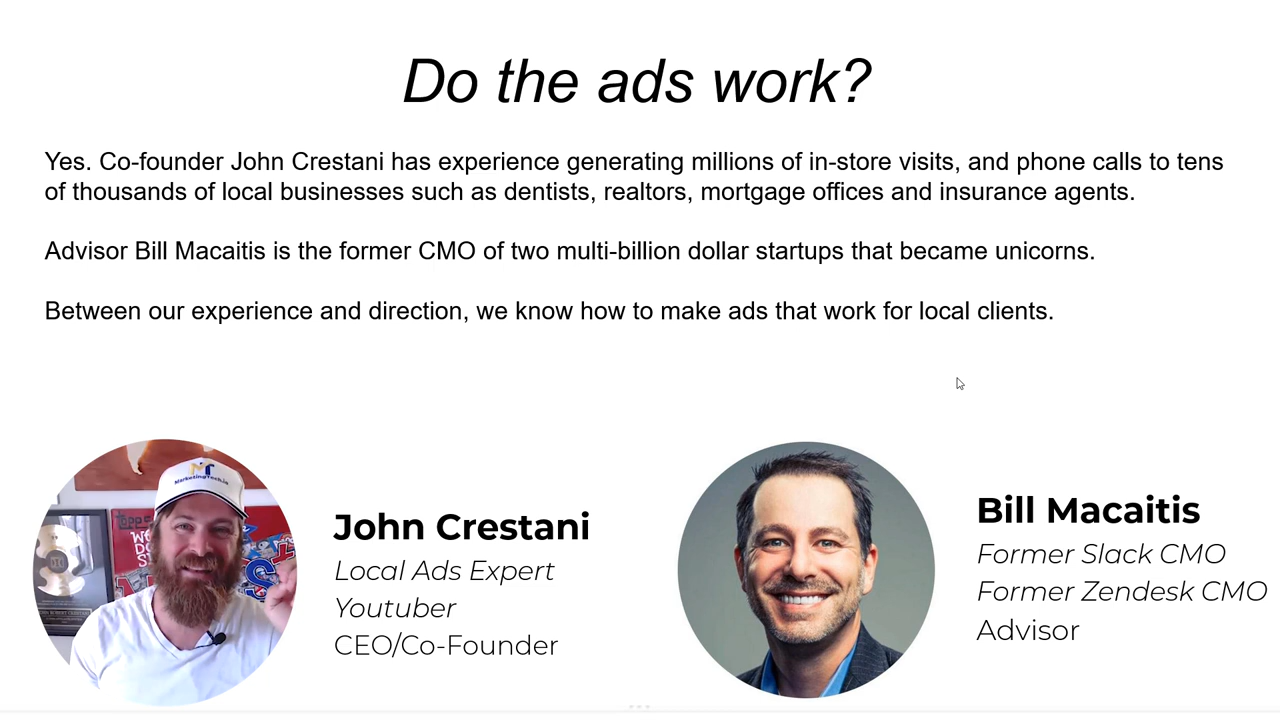 Do the ads work?
Yes. Co-founder John Crestani has experience generating millions of in-store visits, and phone calls to tens
of thousands of local businesses such as dentists, realtors, mortgage offices and insurance agents.
Advisor Bill Macaitis is the former CMO of two multi-billion dollar startups that became unicorns.
Between our experience and direction, we know how to make ads that work for local clients.
MT
MarketingTech.io
John Crestani
Local Ads Expert
Youtuber
CEO/Co-Founder
Bill Macaitis
Former Slack CMO
Former Zendesk CMO
Advisor